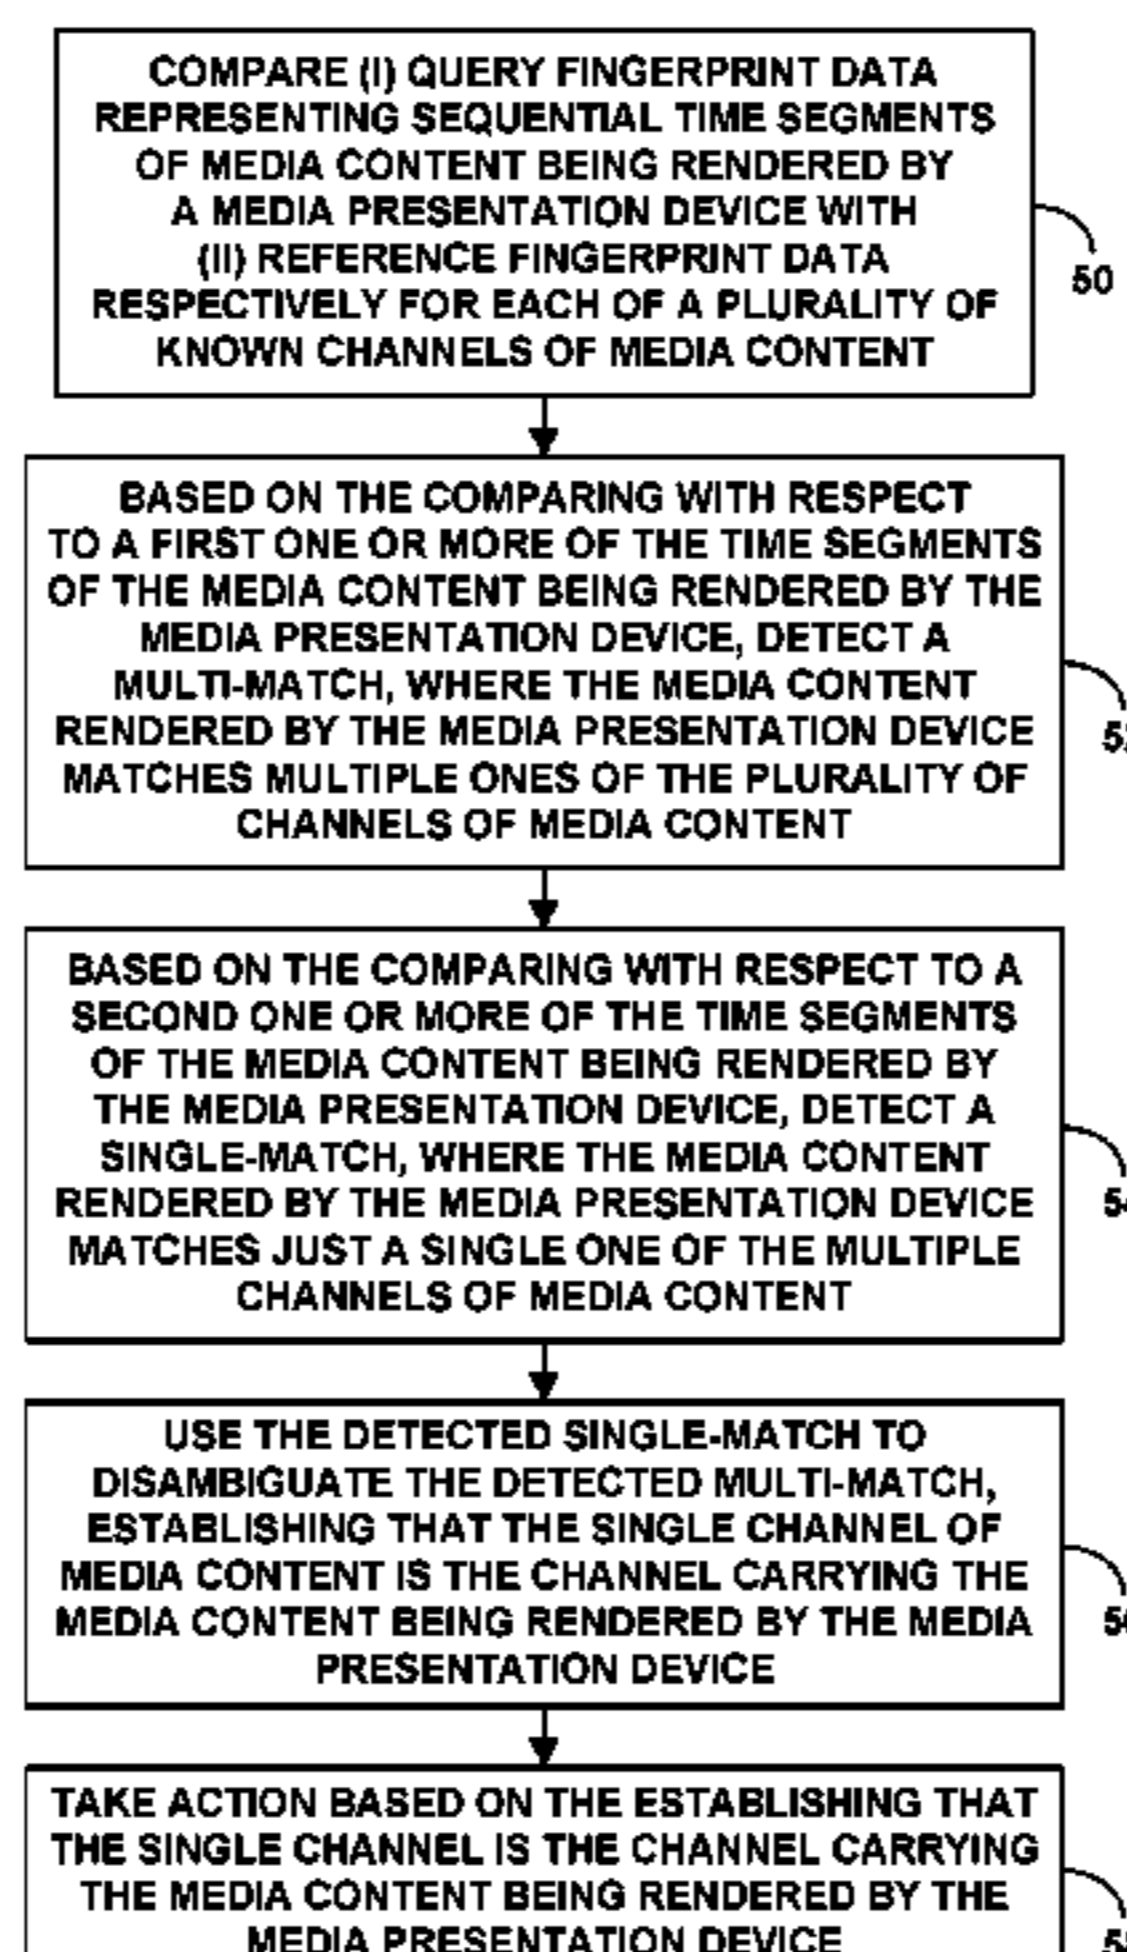 COMPARE (I) QUERY FINGERPRINT DATA
REPRESENTING SEQUENTIAL TIME SEGMENTS
OF MEDIA CONTENT BEING RENDERED BY
A MEDIA PRESENTATION DEVICE WITH
(II) REFERENCE FINGERPRINT DATA
RESPECTIVELY FOR EACH OF A PLURALITY OF
KNOWN CHANNELS OF MEDIA CONTENT
50
BASED ON THE COMPARING WITH RESPECT
TO A FIRST ONE OR MORE OF THE TIME SEGMENTS
OF THE MEDIA CONTENT BEING RENDERED BY THE
MEDIA PRESENTATION DEVICE, DETECT A
MULTI-MATCH, WHERE THE MEDIA CONTENT
RENDERED BY THE MEDIA PRESENTATION DEVICE
MATCHES MULTIPLE ONES OF THE PLURALITY OF
CHANNELS OF MEDIA CONTENT
BASED ON THE COMPARING WITH RESPECT TO A
SECOND ONE OR MORE OF THE TIME SEGMENTS
OF THE MEDIA CONTENT BEING RENDERED BY
THE MEDIA PRESENTATION DEVICE, DETECT A
SINGLE-MATCH, WHERE THE MEDIA CONTENT
RENDERED BY THE MEDIA PRESENTATION DEVICE
MATCHES JUST A SINGLE ONE OF THE MULTIPLE
CHANNELS OF MEDIA CONTENT
USE THE DETECTED SINGLE-MATCH TO
DISAMBIGUATE THE DETECTED MULTI-MATCH,
ESTABLISHING THAT THE SINGLE CHANNEL OF
MEDIA CONTENT IS THE CHANNEL CARRYING THE
MEDIA CONTENT BEING RENDERED BY THE MEDIA
PRESENTATION DEVICE
TAKE ACTION BASED ON THE ESTABLISHING THAT
THE SINGLE CHANNEL IS THE CHANNEL CARRYING
THE MEDIA CONTENT BEING RENDERED BY THE
MEDIA PRESENTATION DEVICE